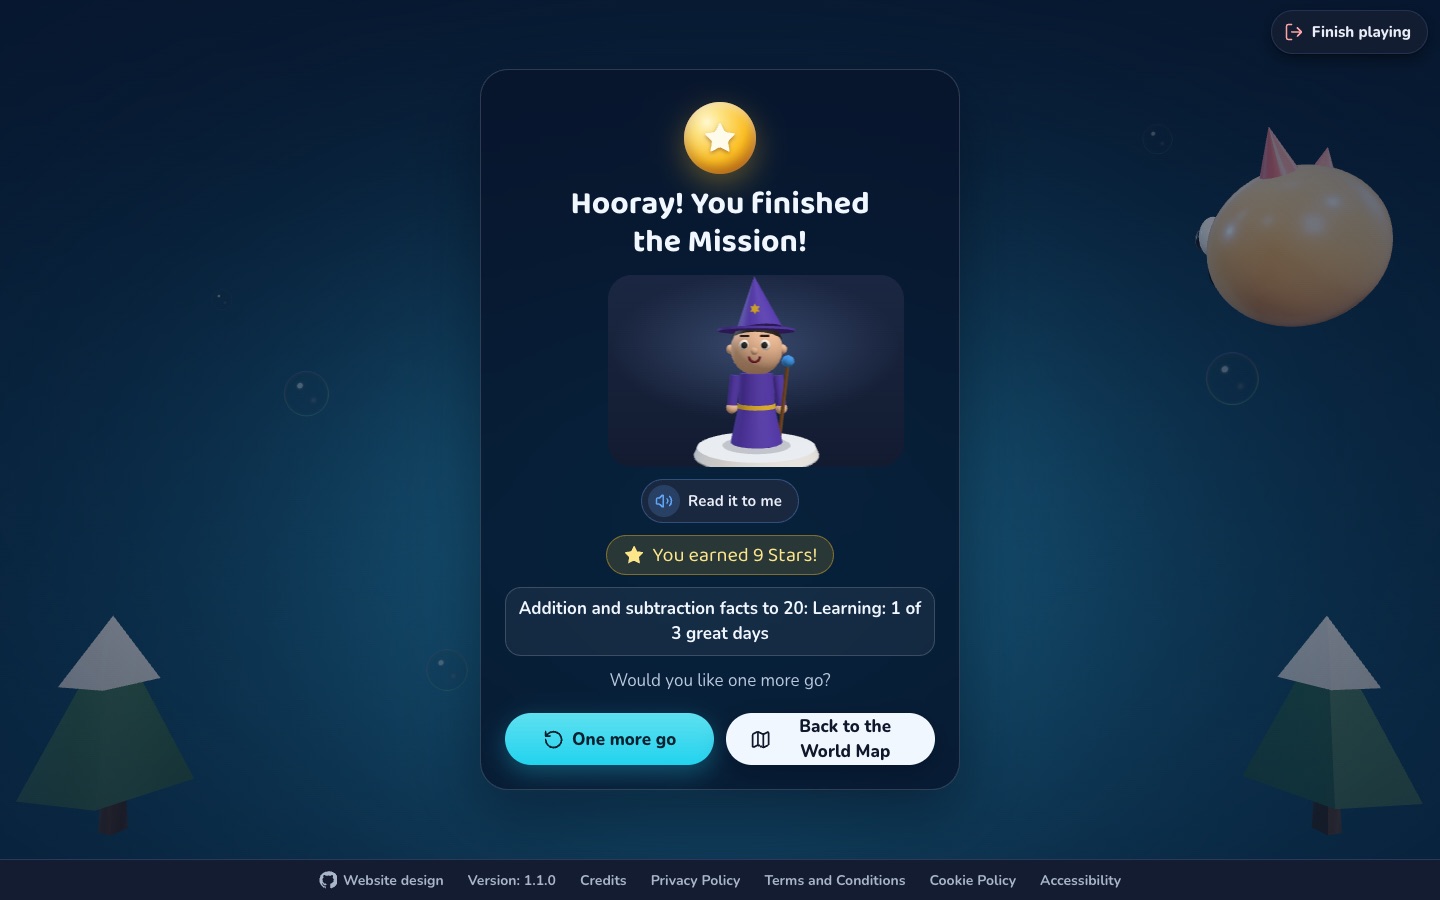 Finish playing
Hooray! You finished
the Mission!
Read it to me
You earned 9 Stars!
Addition and subtraction facts to 20: Learning: 1 of
3 great days
Would you like one more go?
One more go
Back to the
World Map
Website design
Version: 1.1.0
Credits
Privacy Policy
Terms and Conditions
Cookie Policy
Accessibility